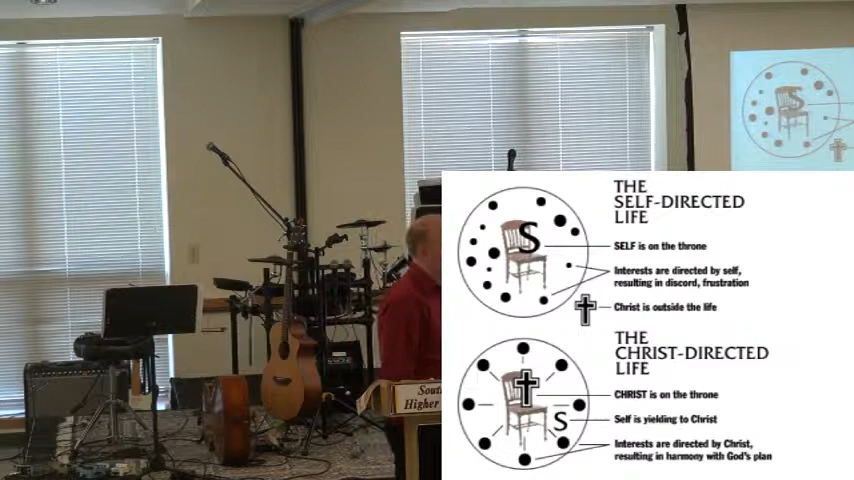 THE
SELF-DIRECTED
LIFE
S
SELF is on the throne
Interests are directed by self,
resulting in discord, frustration
Christ is outside the life
THE
CHRIST-DIRECTED
LIFE
CHRIST is on the throne
S
Self is yielding to Christ
Interests are directed by Christ,
resulting in harmony with God's plan
S
Higher